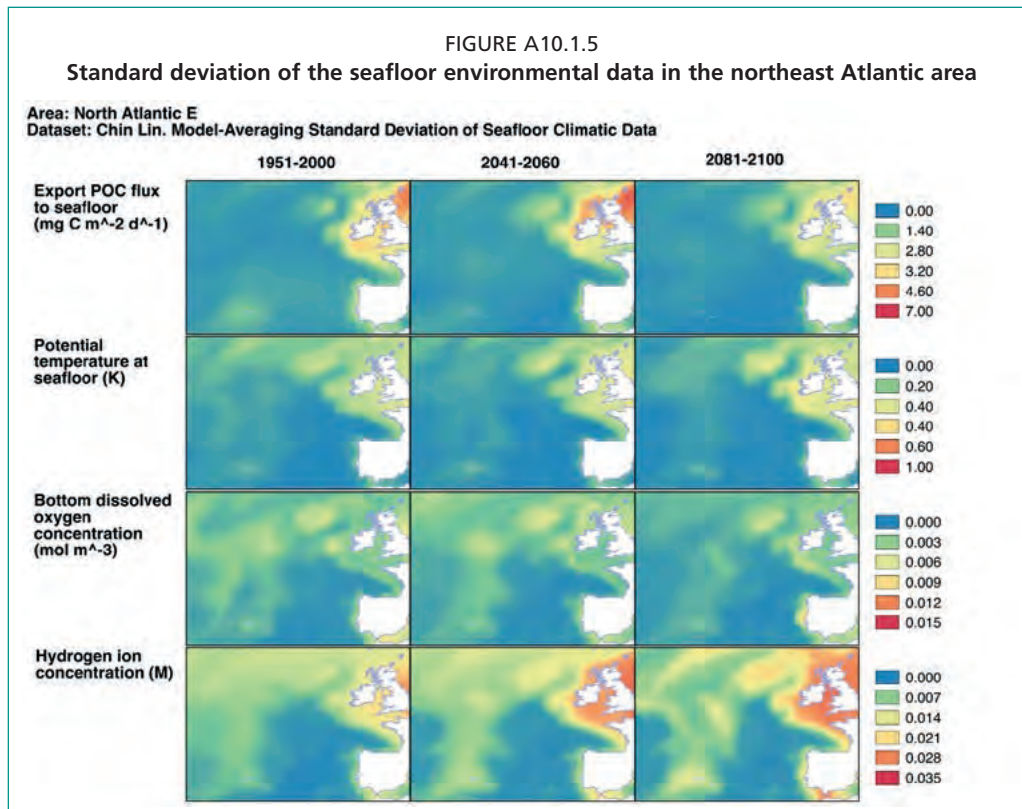 FIGURE A10.1.5
Standard deviation of the seafloor environmental data in the northeast Atlantic area
Area: North Atlantic E
Dataset: Chin Lin. Model-Averaging Standard Deviation of Seafloor Climatic Data
1951-2000 2041-2060 2081-2100
Export POC flux
to seafloor
(mg C m^-2 d^-1)
0.00
1.40
2.80
3.20
4.60
7.00
Potential
temperature at
seafloor (K)
0.00
0.20
0.40
0.40
0.60
1.00
Bottom dissolved
oxygen
concentration
(mol m^-3)
0.000
0.003
0.006
0.009
0.012
0.015
Hydrogen ion
concentration (M)
0.000
0.007
0.014
0.021
0.028
0.035